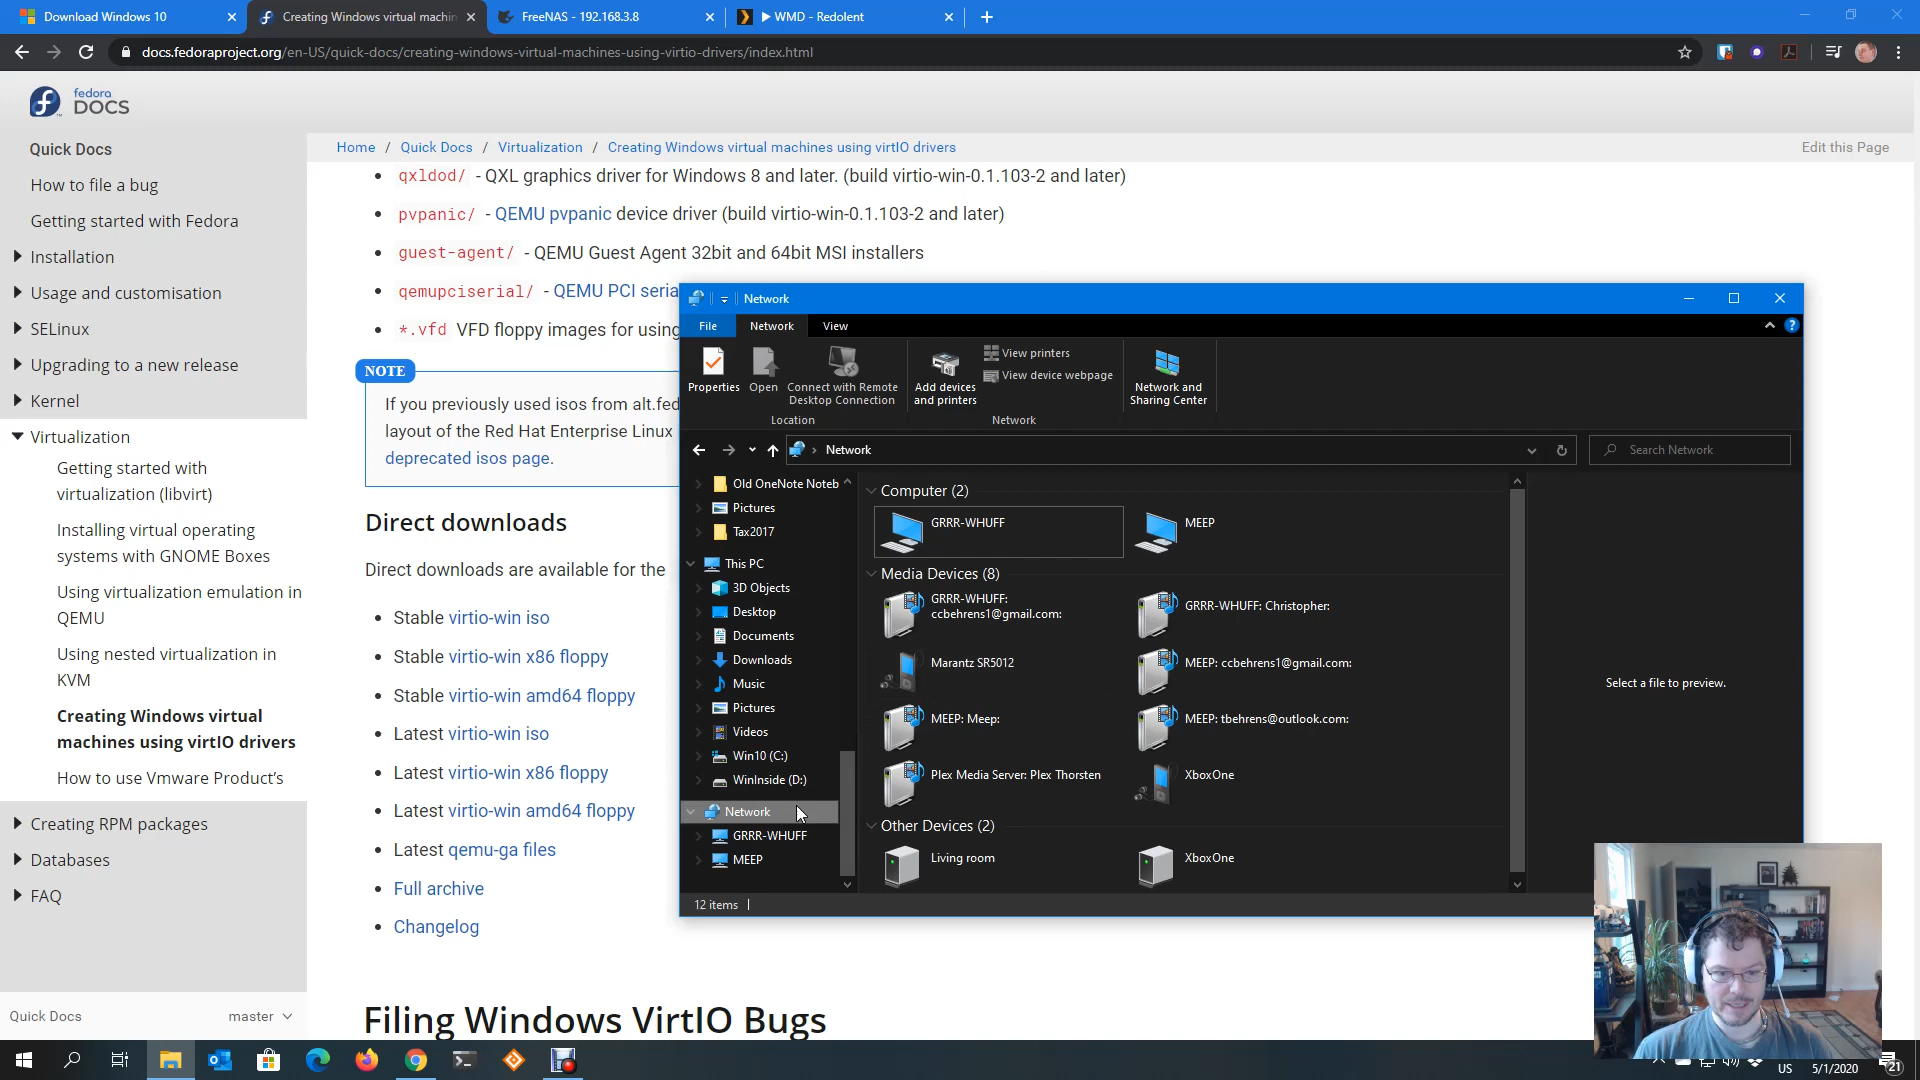 Download Windows 10
Creating Windows virtual machin
FreeNAS - 192.168.3.8
WMD - Redolent
docs.fedoraproject.org/en-US/quick-docs/creating-windows-virtual-machines-using-virtio-drivers/index.html
fedora
DOCS
Quick Docs
How to file a bug
Getting started with Fedora
Installation
Usage and customisation
SELinux
Upgrading to a new release
Kernel
Virtualization
Getting started with
virtualization (libvirt)
Installing virtual operating
systems with GNOME Boxes
Using virtualization emulation in
QEMU
Using nested virtualization in
KVM
Creating Windows virtual
machines using virtIO drivers
How to use Vmware Product's
Creating RPM packages
Databases
FAQ
Quick Docs master
Home / Quick Docs / Virtualization / Creating Windows virtual machines using virtIO drivers
Edit this Page
qxldod/ - QXL graphics driver for Windows 8 and later. (build virtio-win-0.1.103-2 and later)
pvpanic/ - QEMU pvpanic device driver (build virtio-win-0.1.103-2 and later)
guest-agent/ - QEMU Guest Agent 32bit and 64bit MSI installers
qemupciserial/ - QEMU PCI seria
*.vfd VFD floppy images for using
NOTE
If you previously used isos from alt.fed
layout of the Red Hat Enterprise Linux
deprecated isos page.
Direct downloads
Direct downloads are available for the
Stable virtio-win iso
Stable virtio-win x86 floppy
Stable virtio-win amd64 floppy
Latest virtio-win iso
Latest virtio-win x86 floppy
Latest virtio-win amd64 floppy
Latest qemu-ga files
Full archive
Changelog
Filing Windows VirtIO Bugs
Network
File Network View
Properties
Open
Connect with Remote
Desktop Connection
Location
Add devices
and printers
View printers
View device webpage
Network
Network and
Sharing Center
Network
Search Network
Old OneNote Noteb
Pictures
Tax2017
This PC
3D Objects
Desktop
Documents
Downloads
Music
Pictures
Videos
Win10 (C:)
WinInside (D:)
Network
GRRR-WHUFF
MEEP
Computer (2)
GRRR-WHUFF
MEEP
Media Devices (8)
GRRR-WHUFF:
ccbehrens1@gmail.com:
GRRR-WHUFF: Christopher:
Marantz SR5012
MEEP: ccbehrens1@gmail.com:
MEEP: Meep:
MEEP: tbehrens@outlook.com:
Plex Media Server: Plex Thorsten
XboxOne
Other Devices (2)
Living room
XboxOne
Select a file to preview.
12 items
US
5/1/2020
21